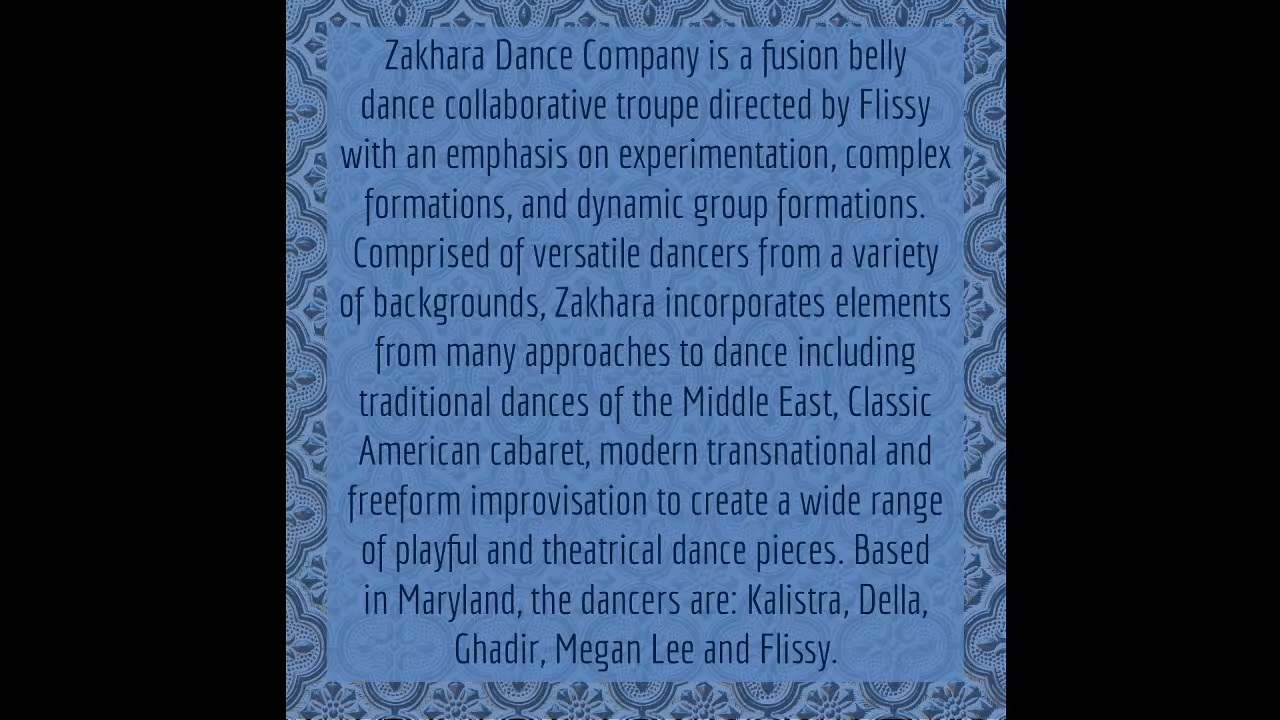 Zakhara Dance Company is a fusion belly
dance collaborative troupe directed by Flissy
with an emphasis on experimentation, complex
formations, and dynamic group formations.
Comprised of versatile dancers from a variety
of backgrounds, Zakhara incorporates elements
from many approaches to dance including
traditional dances of the Middle East, Classic
American cabaret, modern transnational and
freeform improvisation to create a wide range
of playful and theatrical dance pieces. Based
in Maryland, the dancers are: Kalistra, Della,
Ghadir, Megan Lee and Flissy.